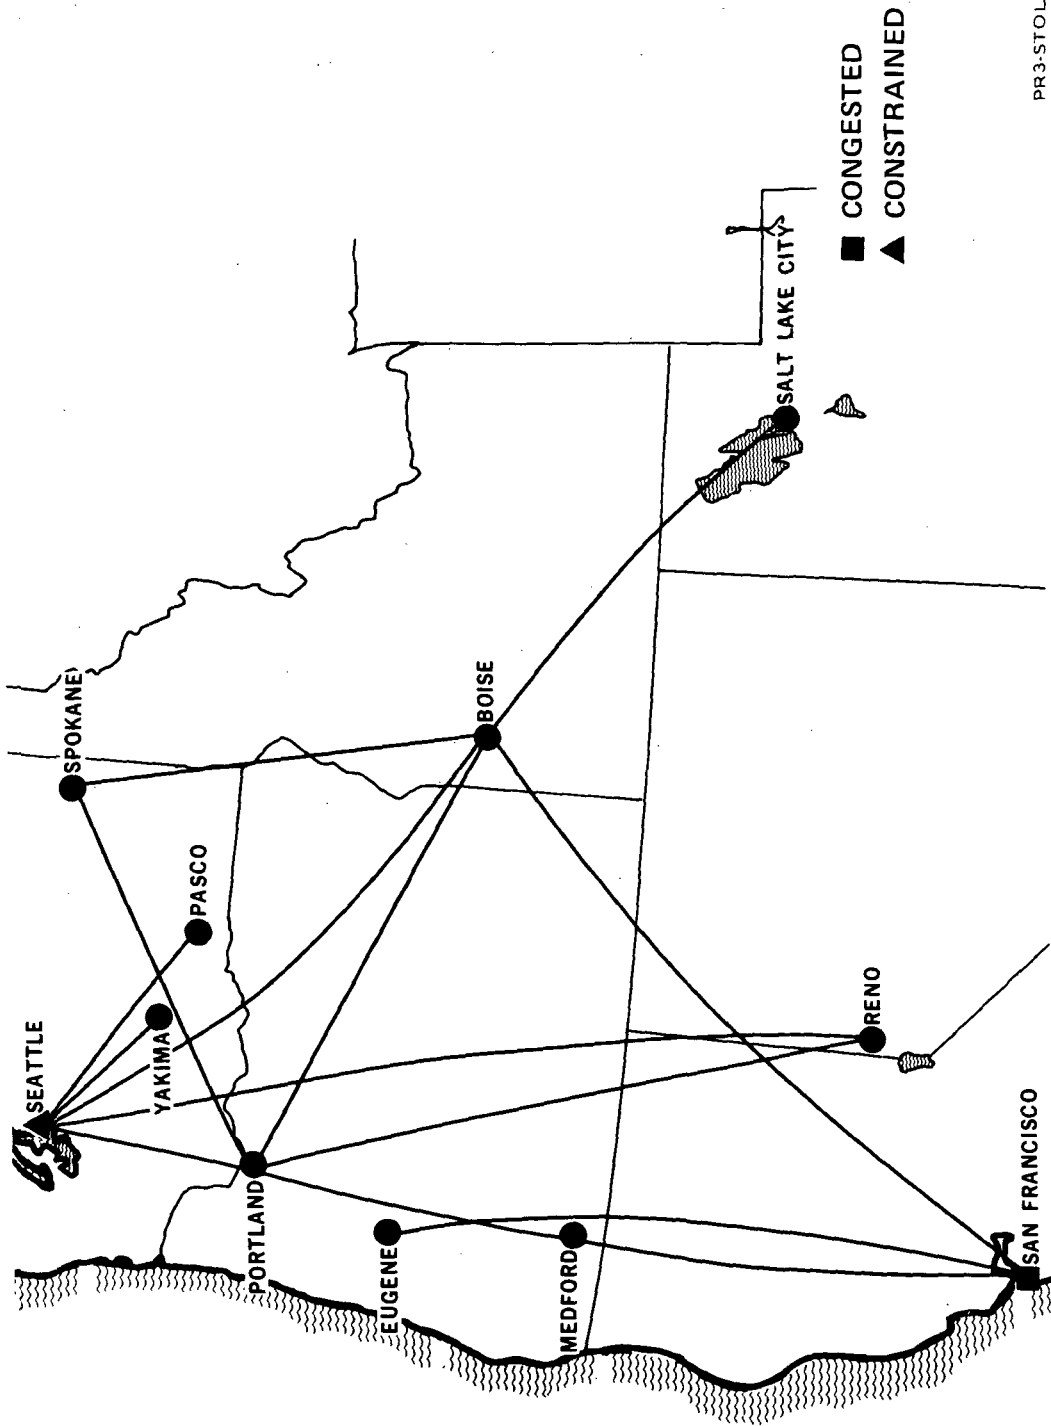 SEATTLE
SPOKANE
YAKIMA
PASCO
PORTLAND
BOISE
EUGENE
MEDFORD
RENO
SALT LAKE CITY
SAN FRANCISCO
CONGESTED
CONSTRAINED
PR3-STOL